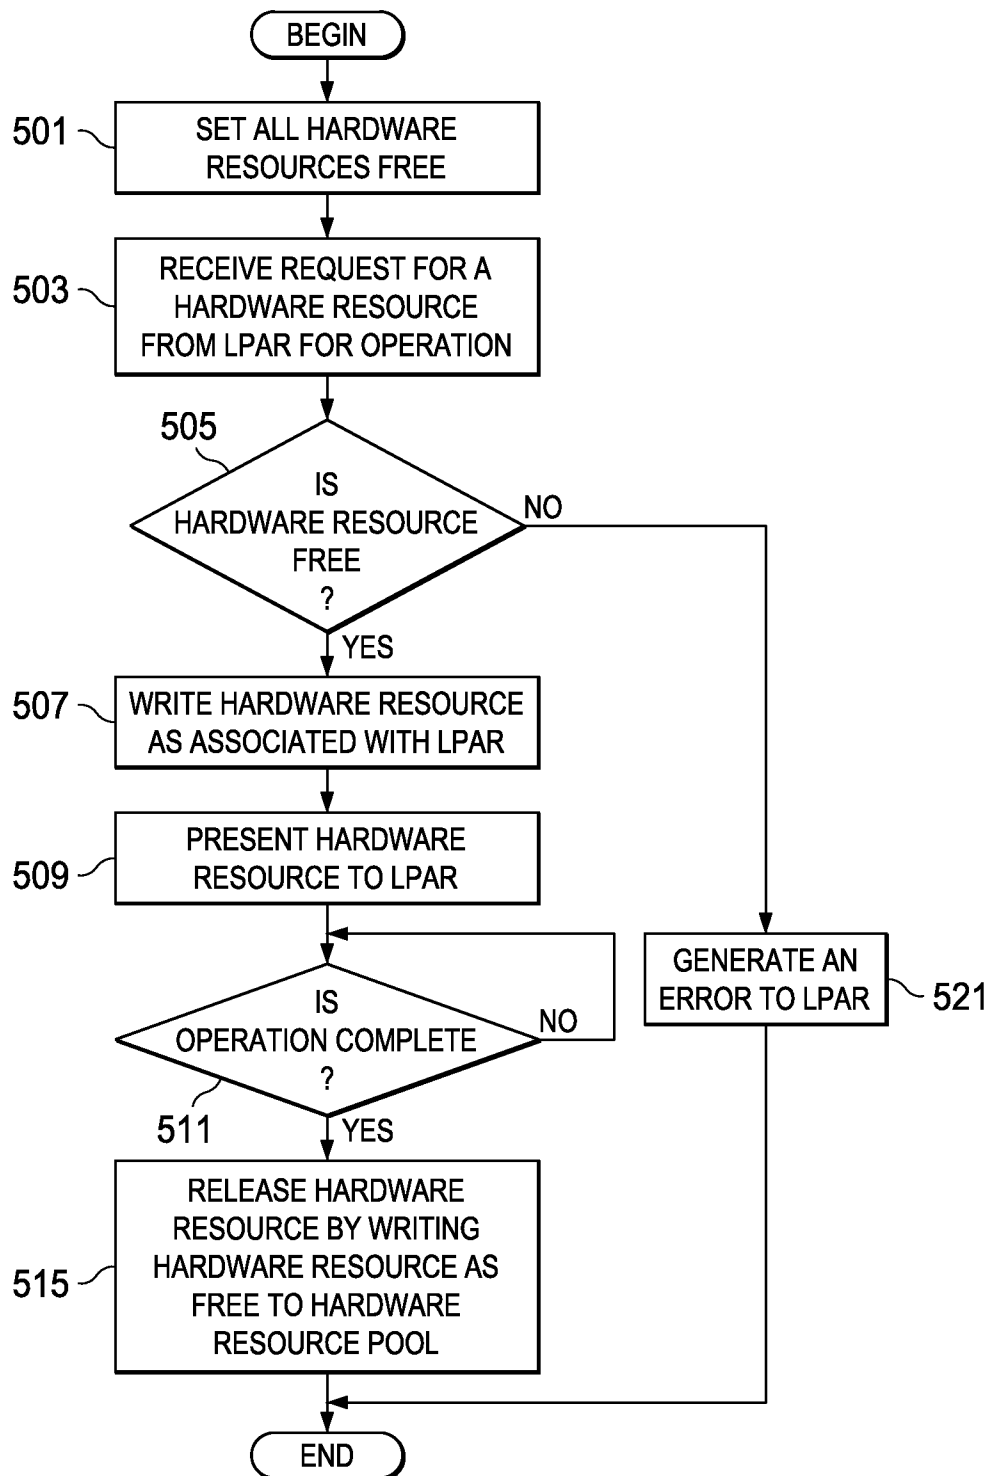 BEGIN
501
SET ALL HARDWARE
RESOURCES FREE
503
RECEIVE REQUEST FOR A
HARDWARE RESOURCE
FROM LPAR FOR OPERATION
505
IS
HARDWARE RESOURCE
FREE
?
NO
YES
507
WRITE HARDWARE RESOURCE
AS ASSOCIATED WITH LPAR
509
PRESENT HARDWARE
RESOURCE TO LPAR
GENERATE AN
ERROR TO LPAR
521
IS
OPERATION COMPLETE
?
NO
511
YES
515
RELEASE HARDWARE
RESOURCE BY WRITING
HARDWARE RESOURCE AS
FREE TO HARDWARE
RESOURCE POOL
END